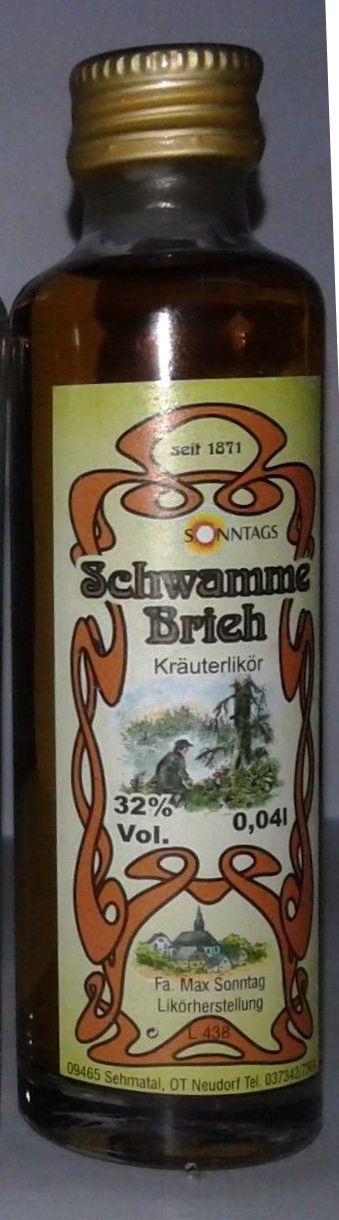 seit 1871
SONNTAGS
Schwamme
Brieh
Kräuterlikör
32%
Vol.
0,04l
Fa. Max Sonntag
Likörherstellung
L 438
09465 Sehmatal, OT Neudorf Tel.